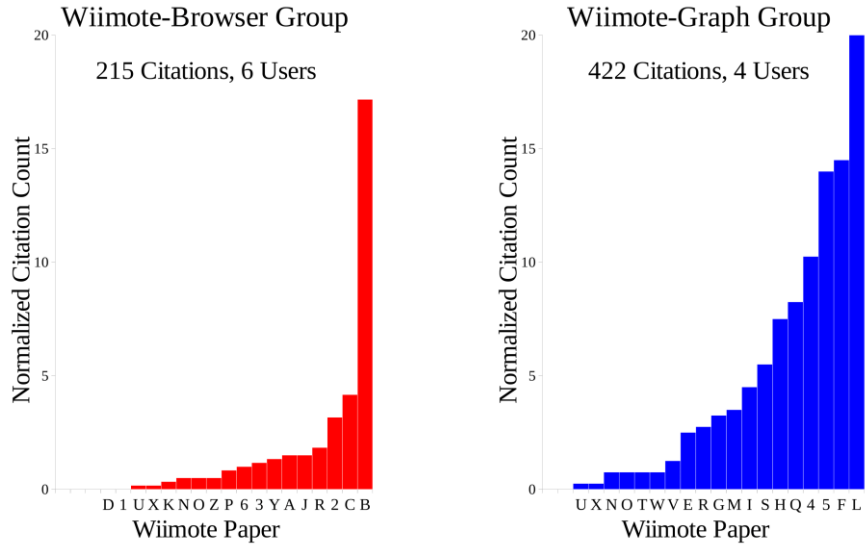 Wiimote-Browser Group
20
215 Citations, 6 Users
15
10
5
0
Normalized Citation Count
D 1 U X K N O Z P 6 3 Y A J R 2 C B
Wiimote Paper
Wiimote-Graph Group
20
422 Citations, 4 Users
15
10
5
0
Normalized Citation Count
U X N O T W V E R G M I S H Q 4 5 F L
Wiimote Paper